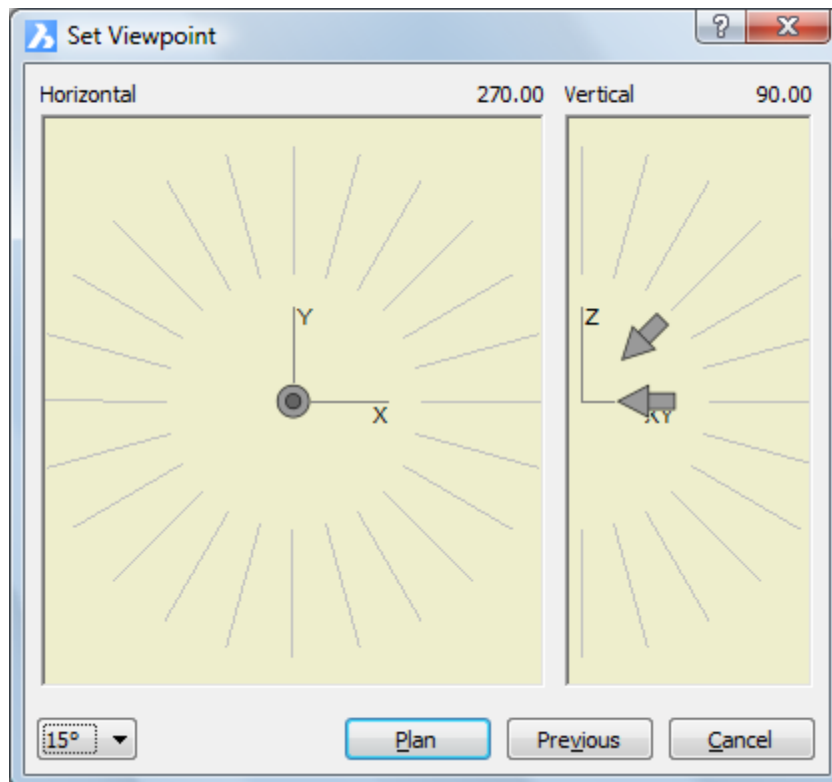 Set Viewpoint
Horizontal 270.00 Vertical 90.00
Y
X
Z
XY
15° Plan Previous Cancel